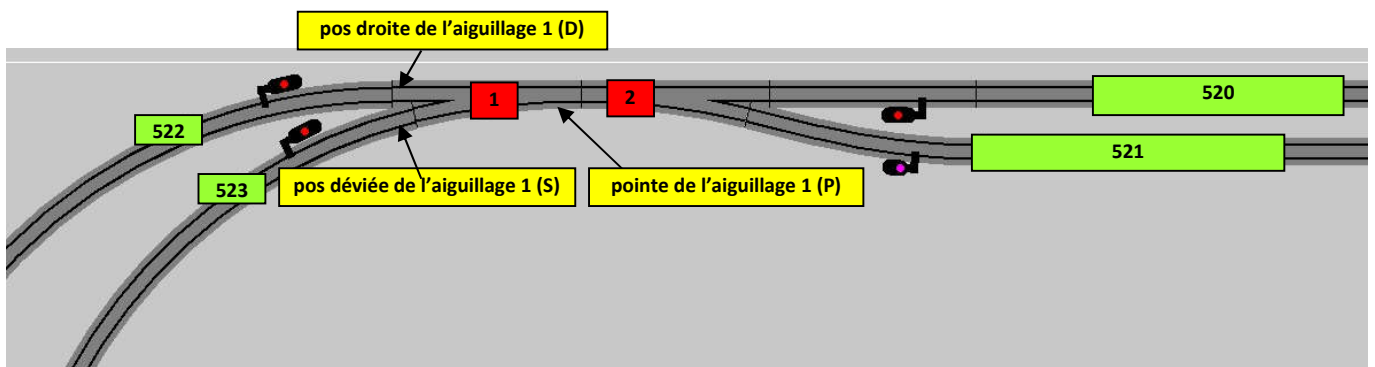 pos droite de l’aiguillage 1 (D)
1
2
520
522
521
523
pos déviée de l’aiguillage 1 (S)
pointe de l’aiguillage 1 (P)